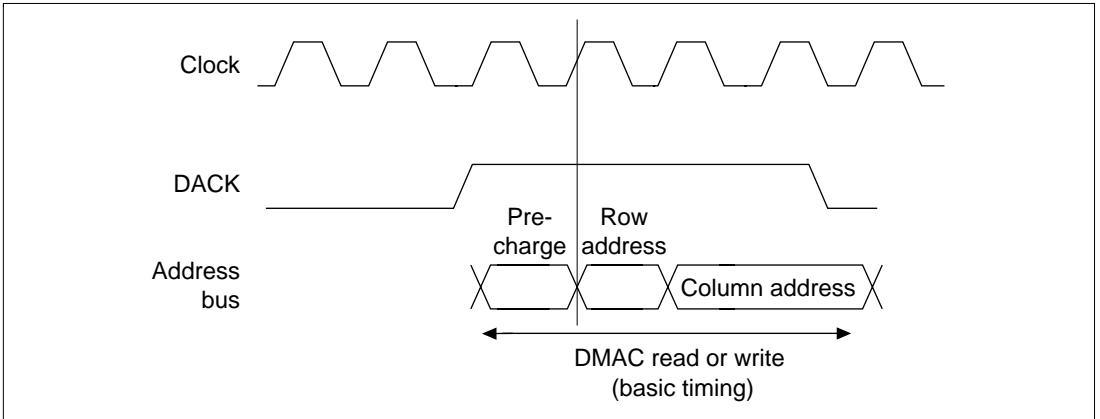 Clock
DACK
Pre-
charge
Row
address
Address
bus
Column address
DMAC read or write
(basic timing)